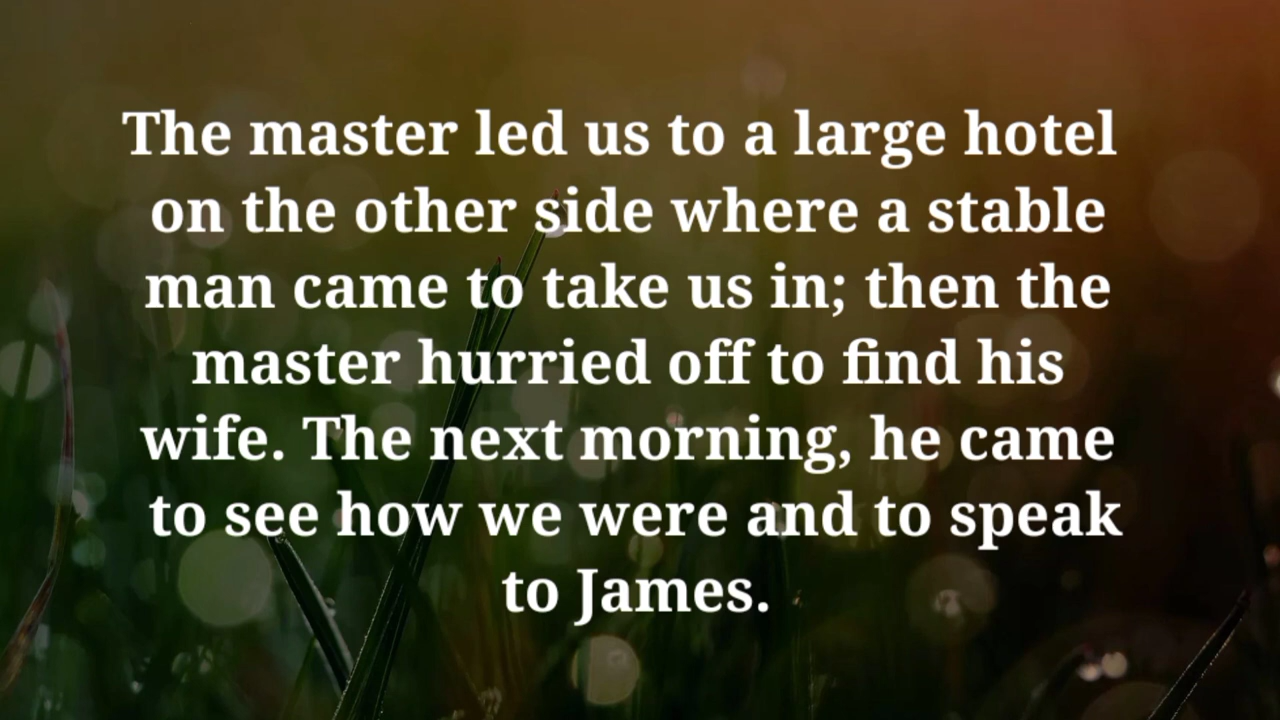 The master led us to a large hotel
on the other side where a stable
man came to take us in; then the
master hurried off to find his
wife. The next morning, he came
to see how we were and to speak
to James.